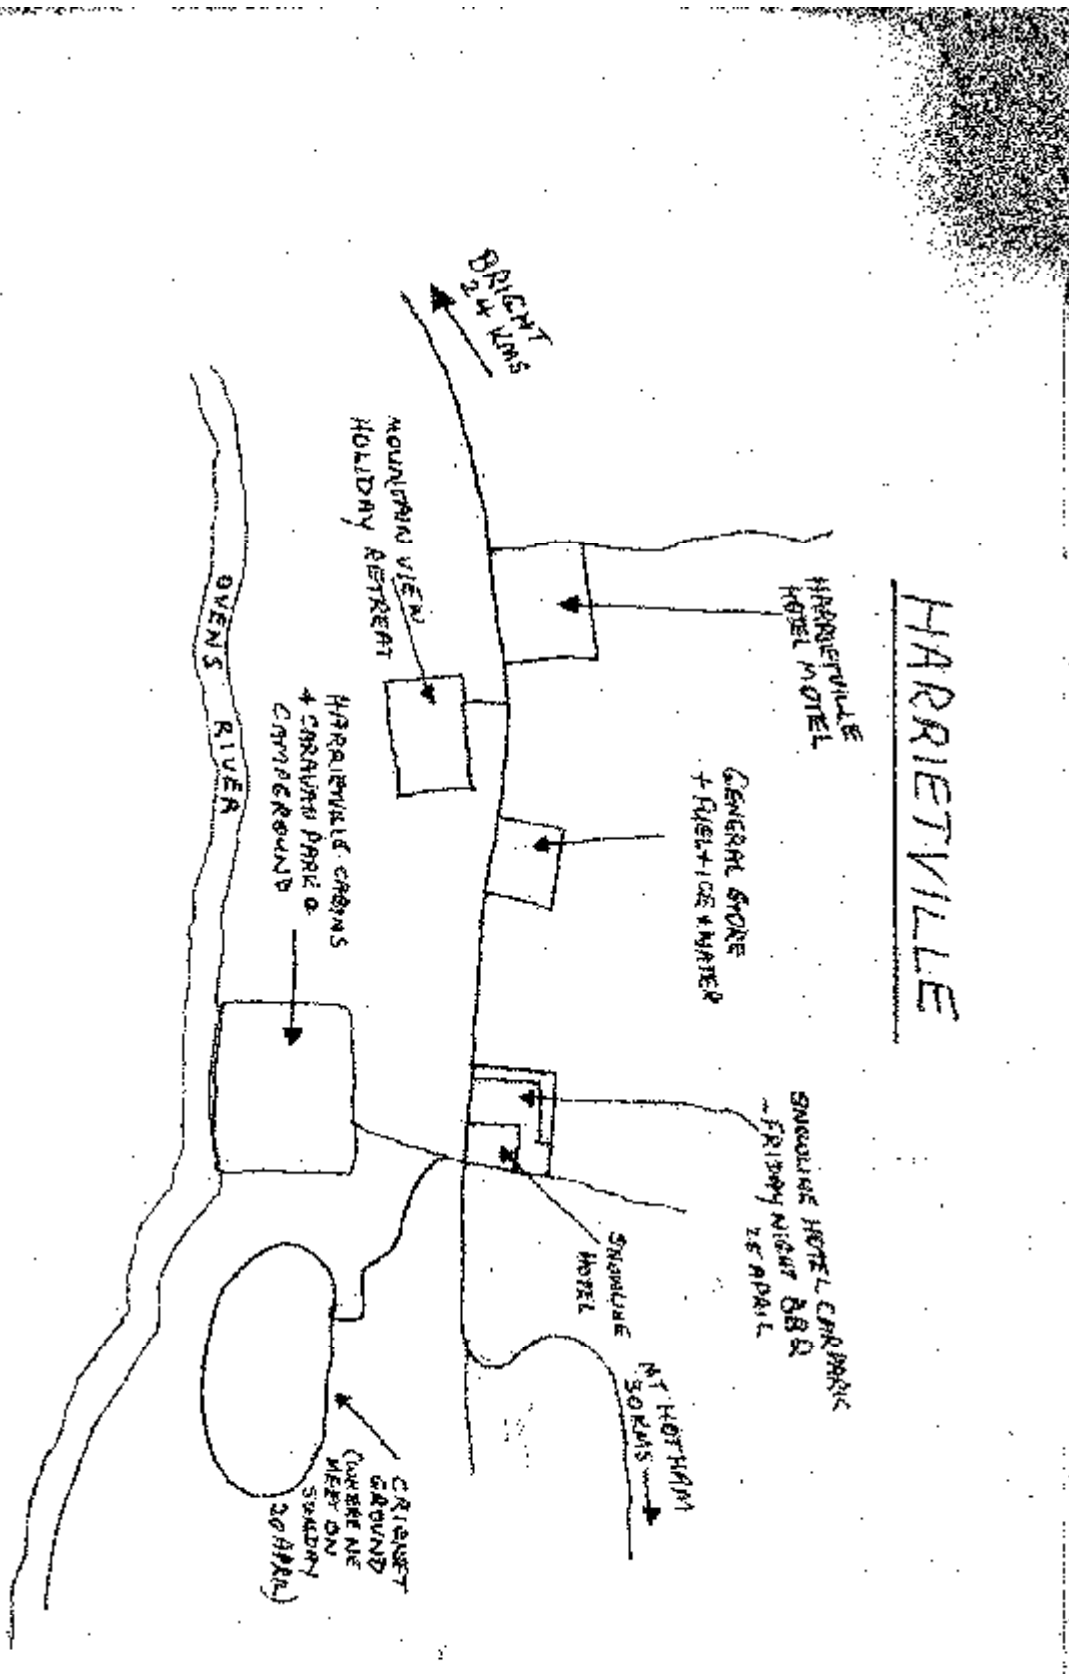 HARRIETVILLE
BRIGHT
24 KMS
HARRIETVILLE
HOTEL MOTEL
MOUNTAIN VIEW
HOLIDAY RETREAT
GENERAL STORE
+ FUEL + ICE + WATER
SNOWLINE HOTEL CARPARK
- FRIDAY NIGHT BBQ
25 APRIL
SNOWLINE
HOTEL
MT HOTHAM
30 KMS
HARRIETVILLE CABINS
+ CARAVAN PARK &
CAMPGROUND
OVENS RIVER
CRICKET
GROUND
(WHERE WE
MEET ON
SUNDAY
20 APRIL)